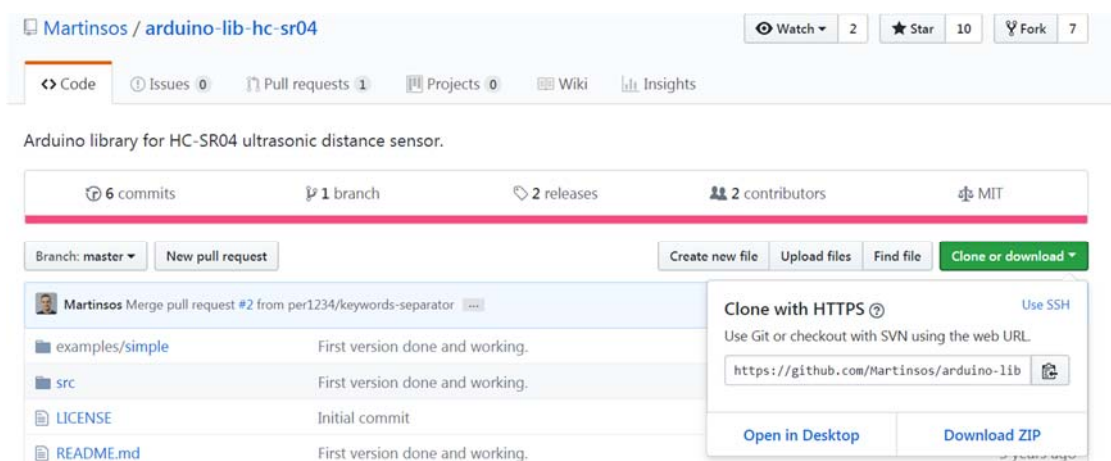 Martinsos / arduino-lib-hc-sr04
Watch 2 Star 10 Fork 7
Code Issues 0 Pull requests 1 Projects 0 Wiki Insights
Arduino library for HC-SR04 ultrasonic distance sensor.
6 commits 1 branch 2 releases 2 contributors MIT
Branch: master New pull request Create new file Upload files Find file Clone or download
Martinsos Merge pull request #2 from per1234/keywords-separator ...
Clone with HTTPS ? Use SSH
Use Git or checkout with SVN using the web URL.
examples/simple First version done and working.
https://github.com/Martinsos/arduino-lib
src First version done and working.
LICENSE Initial commit
Open in Desktop Download ZIP
README.md First version done and working. years ago